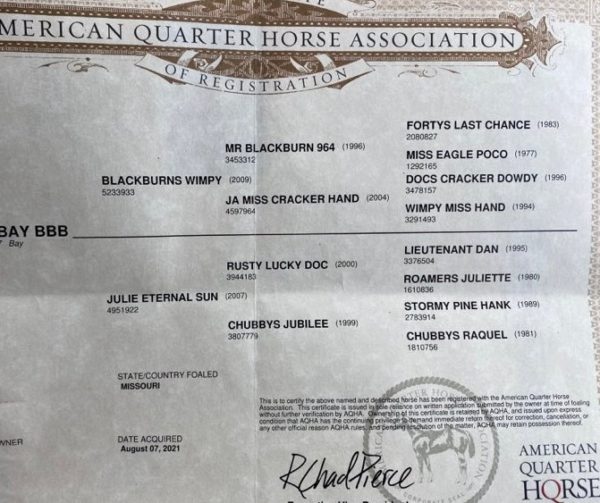 AMERICAN QUARTER HORSE ASSOCIATION
OF REGISTRATION
FORTYS LAST CHANCE (1983)
2080827
MR BLACKBURN 964 (1996)
3453312
MISS EAGLE POCO (1977)
1292165
BLACKBURNS WIMPY (2009)
5233933
DOCS CRACKER DOWDY (1996)
3478157
JA MISS CRACKER HAND (2004)
4597964
WIMPY MISS HAND (1994)
3291493
BAY BBB
Bay
LIEUTENANT DAN (1995)
3376504
RUSTY LUCKY DOC (2000)
3944183
ROAMERS JULIETTE (1980)
1610836
JULIE ETERNAL SUN (2007)
4951922
STORMY PINE HANK (1989)
2783914
CHUBBYS JUBILEE (1999)
3807779
CHUBBYS RAQUEL (1981)
1810756
STATE/COUNTRY FOALED
MISSOURI
This is to certify the above named and described horse has been registered with the American Quarter Horse
Association. This certificate is issued in sole reliance on written application submitted by the owner at time of foaling
without further verification by AQHA. Ownership of this certificate is retained by AQHA, and issued upon express
condition that AQHA has the continuing privilege to demand immediate return thereof for correction, cancellation, or
any other official reason AQHA rules, and pending resolution of the matter, AQHA may retain possession thereof.
OWNER
DATE ACQUIRED
August 07, 2021
RChadPierce
AMERICAN
QUARTER
HORSE